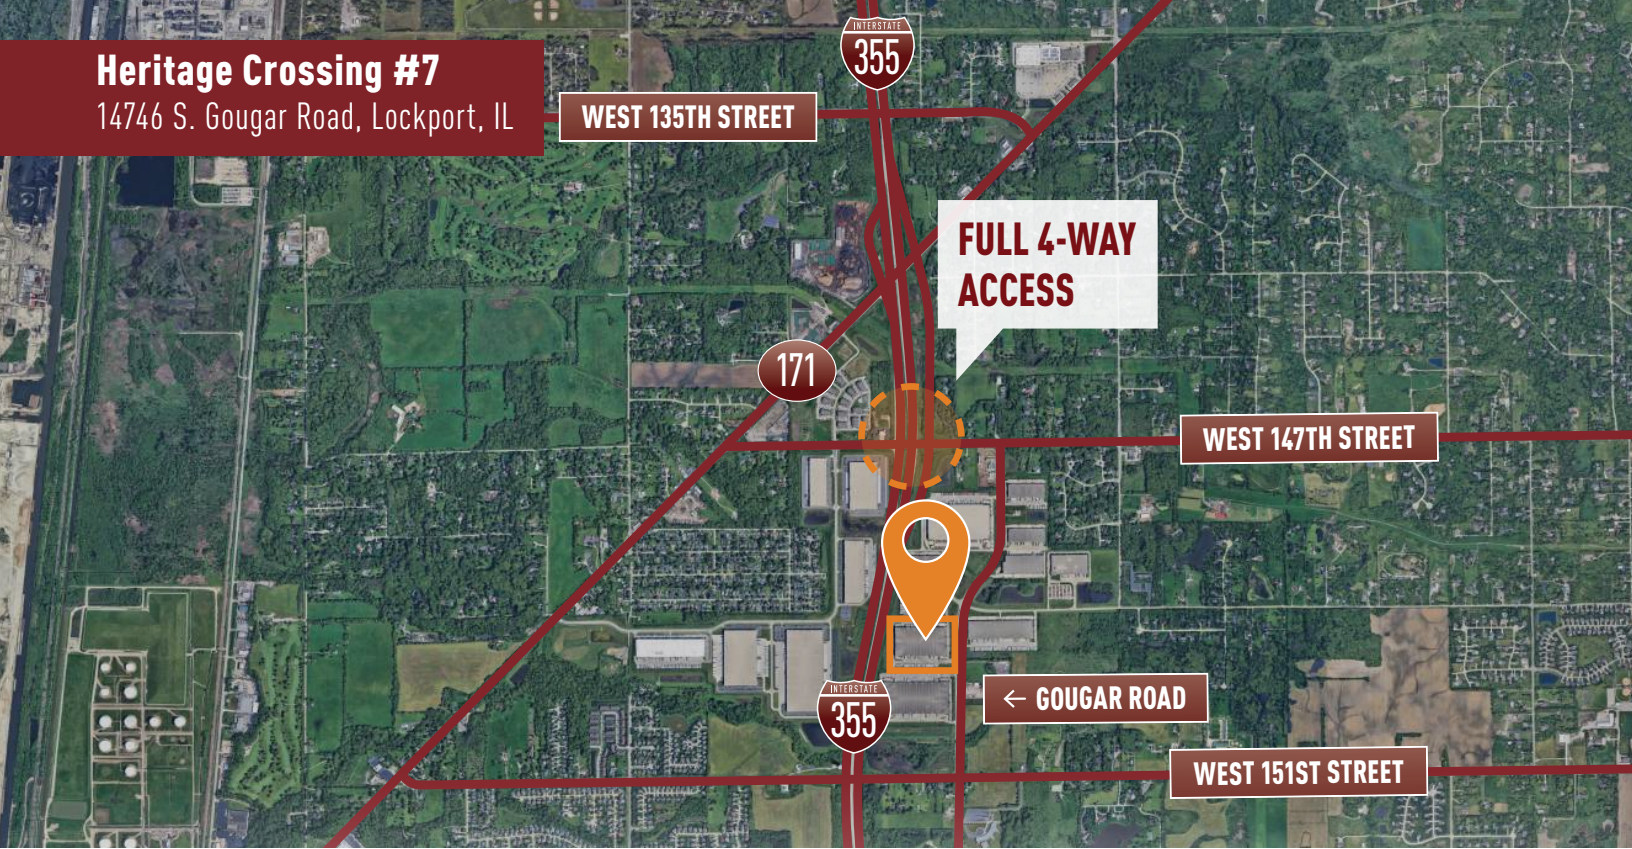 Heritage Crossing #7
14746 S. Gougar Road, Lockport, IL
INTERSTATE
355
WEST 135TH STREET
FULL 4-WAY
ACCESS
171
WEST 147TH STREET
INTERSTATE
355
← GOUGAR ROAD
WEST 151ST STREET